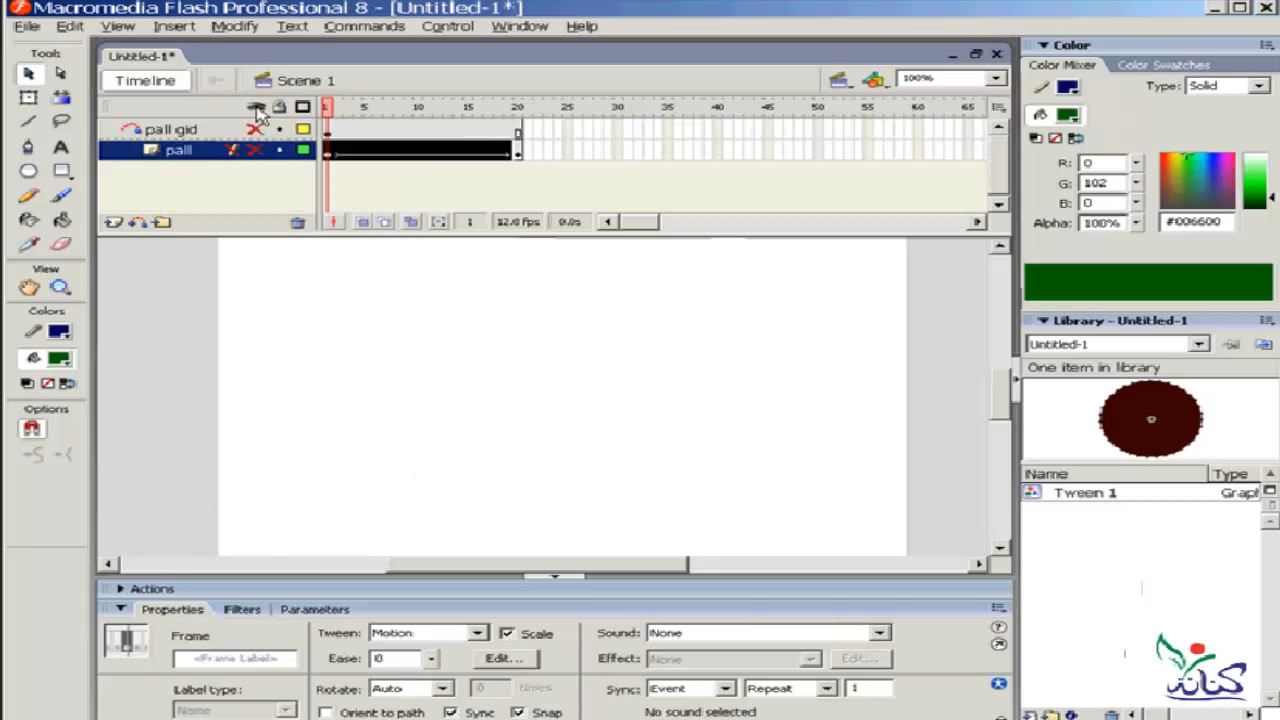 Macromedia Flash Professional 8 - [Untitled-1*]
File Edit View Insert Modify Text Commands Control Window Help
Tools
Untitled-1*
Timeline
Scene 1
100%
1 5 10 15 20 25 30 35 40 45 50 55 60 65
pall gid
pall
1 12.0 fps 0.0s
View
Colors
Options
Color
Color Mixer Color Swatches
Type: Solid
R: 0
G: 102
B: 0
Alpha: 100% #006600
Library - Untitled-1
Untitled-1
One item in library
Name Type
Tween 1 Graph
Actions
Properties Filters Parameters
Frame
<Frame Label>
Label type:
Name
Tween: Motion Scale
Ease: 0 Edit...
Rotate: Auto 0 times
Orient to path Sync Snap
Sound: None
Effect: None Edit...
Sync: Event Repeat 1
No sound selected